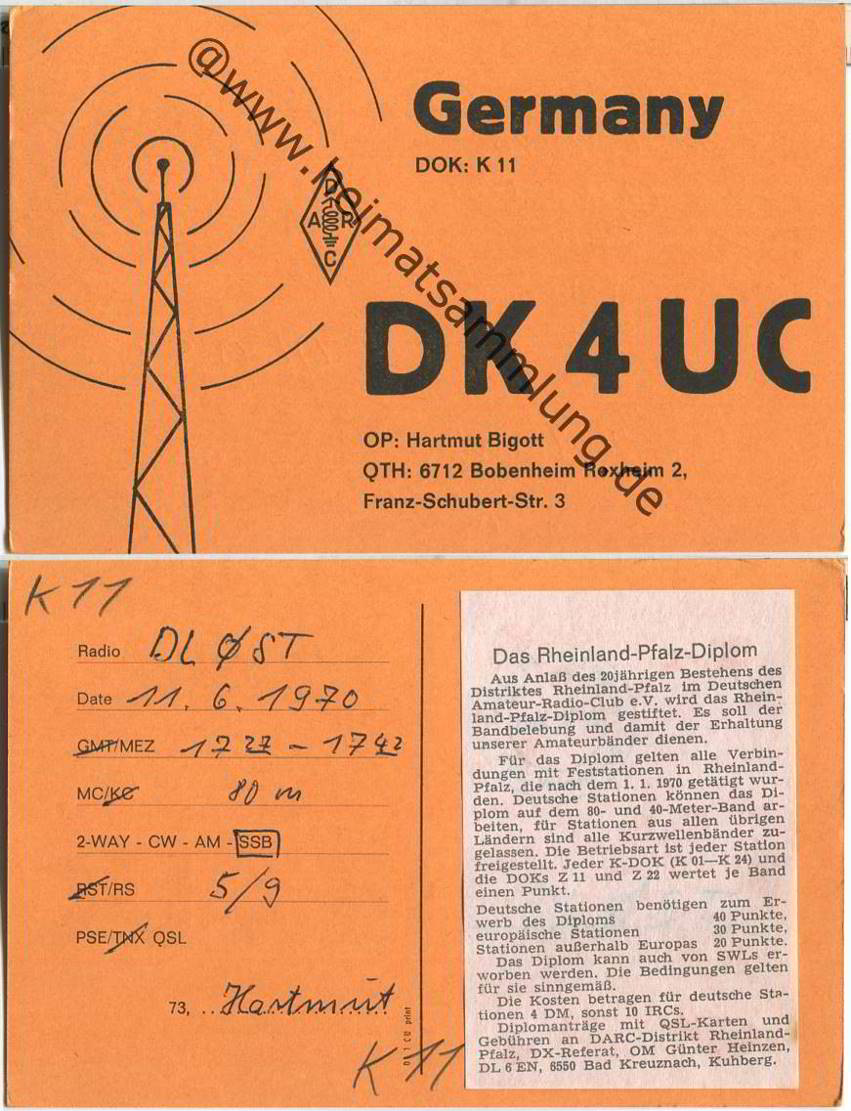 @www.heimatsammlung.de
Germany
DOK: K 11
D
A R
C
DK4UC
OP: Hartmut Bigott
QTH: 6712 Bobenheim Roxheim 2,
Franz-Schubert-Str. 3
K11
Radio DLØST
Date 11. 6. 1970
GMT/MEZ 1727 - 1742
MC/KC 80 m
2-WAY - CW - AM - SSB
RST/RS 5/9
PSE/TNX QSL
73, ..Hartmut
K11
print
Das Rheinland-Pfalz-Diplom
Aus Anlaß des 20jährigen Bestehens des
Distriktes Rheinland-Pfalz im Deutschen
Amateur-Radio-Club e.V. wird das Rhein-
land-Pfalz-Diplom gestiftet. Es soll der
Bandbelebung und damit der Erhaltung
unserer Amateurbänder dienen.
Für das Diplom gelten alle Verbin-
dungen mit Feststationen in Rheinland-
Pfalz, die nach dem 1. 1. 1970 getätigt wur-
den. Deutsche Stationen können das Di-
plom auf dem 80- und 40-Meter-Band ar-
beiten, für Stationen aus allen übrigen
Ländern sind alle Kurzwellenbänder zu-
gelassen. Die Betriebsart ist jeder Station
freigestellt. Jeder K-DOK (K 01—K 24) und
die DOKs Z 11 und Z 22 wertet je Band
einen Punkt.
Deutsche Stationen benötigen zum Er-
werb des Diploms 40 Punkte,
europäische Stationen 30 Punkte,
Stationen außerhalb Europas 20 Punkte.
Das Diplom kann auch von SWLs er-
worben werden. Die Bedingungen gelten
für sie sinngemäß.
Die Kosten betragen für deutsche Sta-
tionen 4 DM, sonst 10 IRCs.
Diplomanträge mit QSL-Karten und
Gebühren an DARC-Distrikt Rheinland-
Pfalz, DX-Referat, OM Günter Heinzen,
DL 6 EN, 6550 Bad Kreuznach, Kuhberg.